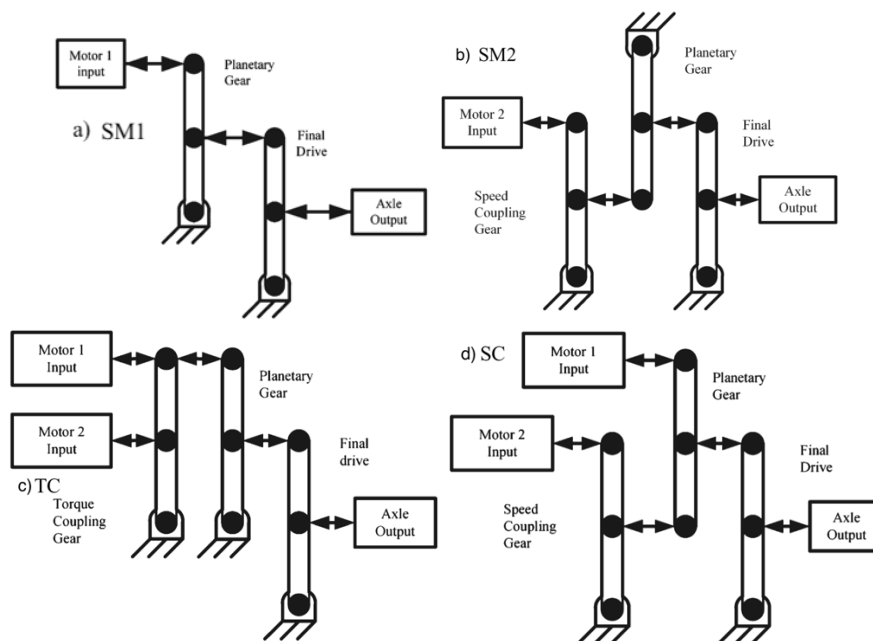 Motor 1
input
Planetary
Gear
a) SM1
Final
Drive
Axle
Output
b) SM2
Planetary
Gear
Motor 2
Input
Final
Drive
Speed
Coupling
Gear
Axle
Output
Motor 1
Input
Planetary
Gear
Motor 2
Input
Final
drive
c) TC
Torque
Coupling
Gear
Axle
Output
d) SC
Motor 1
Input
Planetary
Gear
Motor 2
Input
Final
Drive
Speed
Coupling
Gear
Axle
Output